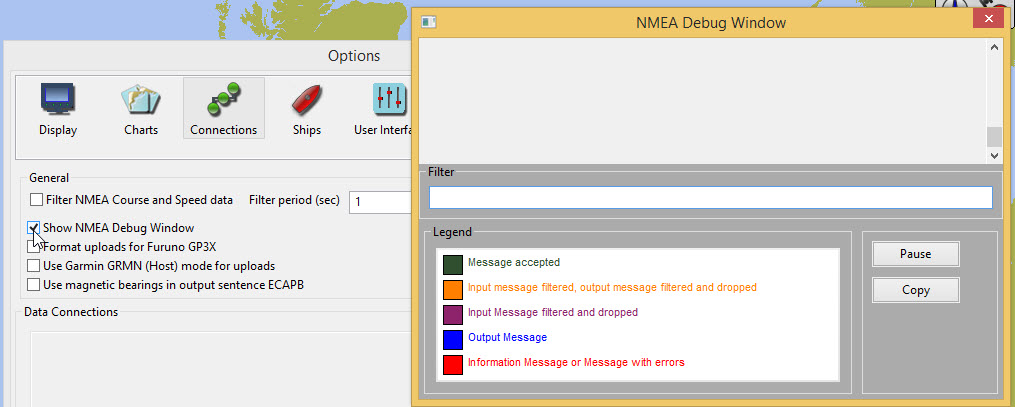 Options
Display
Charts
Connections
Ships
User Interfa
General
Filter NMEA Course and Speed data
Filter period (sec)
1
Show NMEA Debug Window
Format uploads for Furuno GP3X
Use Garmin GRMN (Host) mode for uploads
Use magnetic bearings in output sentence ECAPB
Data Connections
NMEA Debug Window
Filter
Legend
Message accepted
Input message filtered, output message filtered and dropped
Input Message filtered and dropped
Output Message
Information Message or Message with errors
Pause
Copy